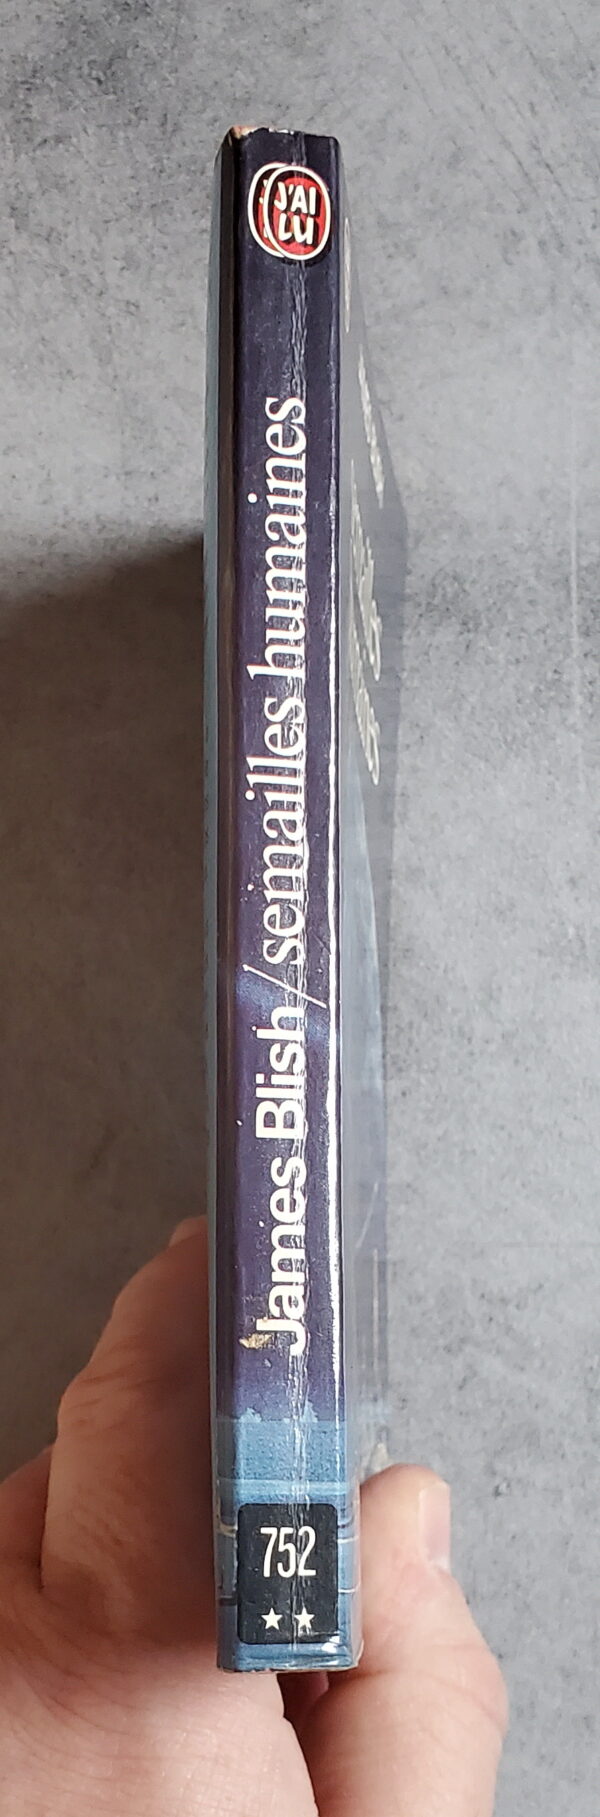 J'AI
LU
James Blish/semailles humaines
752
★ ★